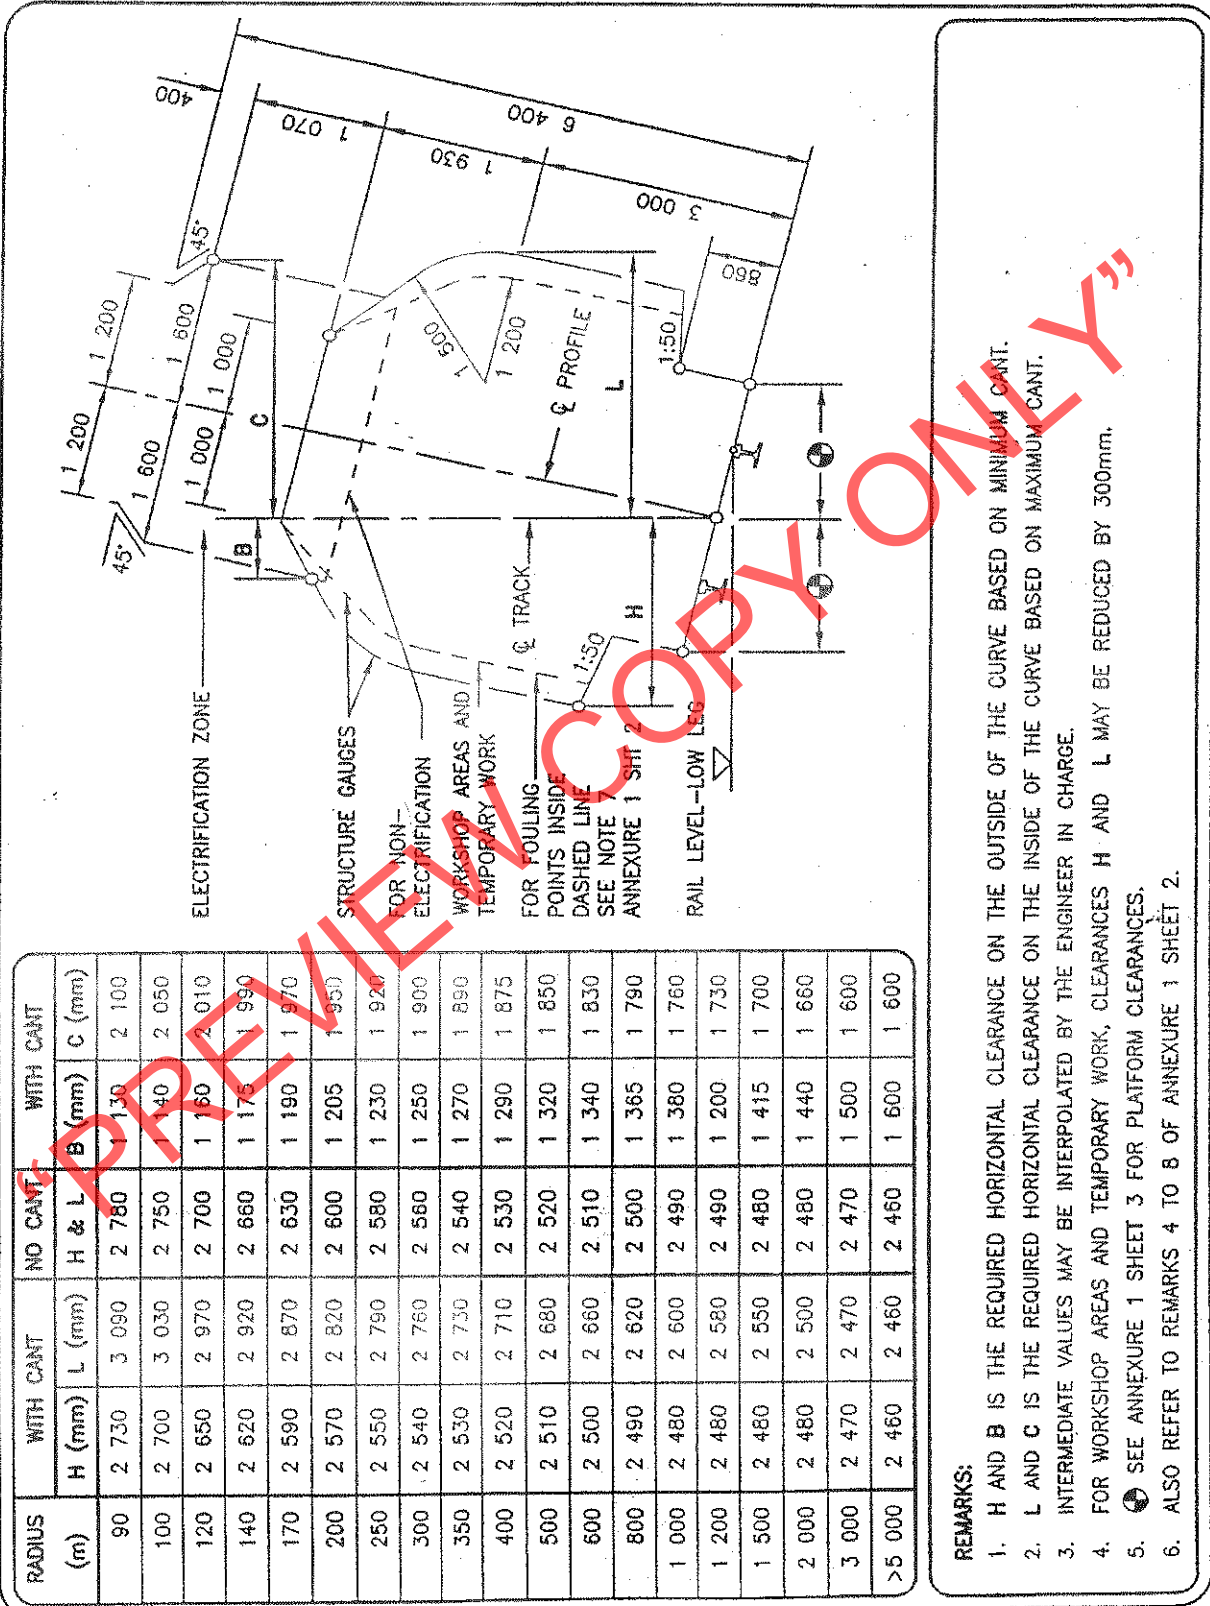 RADIUS (m) | WITH CANT H (mm) | WITH CANT L (mm) | NO CANT H & L | WITH CANT B (mm) | WITH CANT C (mm)
90 | 2 730 | 3 090 | 2 780 | 1 130 | 2 100
100 | 2 700 | 3 030 | 2 750 | 1 140 | 2 050
120 | 2 650 | 2 970 | 2 700 | 1 160 | 2 010
140 | 2 620 | 2 920 | 2 660 | 1 175 | 1 990
170 | 2 590 | 2 870 | 2 630 | 1 190 | 1 970
200 | 2 570 | 2 820 | 2 600 | 1 205 | 1 950
250 | 2 550 | 2 790 | 2 580 | 1 230 | 1 920
300 | 2 540 | 2 760 | 2 560 | 1 250 | 1 900
350 | 2 530 | 2 730 | 2 540 | 1 270 | 1 890
400 | 2 520 | 2 710 | 2 530 | 1 290 | 1 875
500 | 2 510 | 2 680 | 2 520 | 1 320 | 1 850
600 | 2 500 | 2 660 | 2 510 | 1 340 | 1 830
800 | 2 490 | 2 620 | 2 500 | 1 365 | 1 790
1 000 | 2 480 | 2 600 | 2 490 | 1 380 | 1 760
1 200 | 2 480 | 2 580 | 2 490 | 1 200 | 1 730
1 500 | 2 480 | 2 550 | 2 480 | 1 415 | 1 700
2 000 | 2 480 | 2 500 | 2 480 | 1 440 | 1 660
3 000 | 2 470 | 2 470 | 2 470 | 1 500 | 1 600
>5 000 | 2 460 | 2 460 | 2 460 | 1 600 | 1 600
ELECTRIFICATION ZONE
STRUCTURE GAUGES
FOR NON-
ELECTRIFICATION
WORKSHOP AREAS AND
TEMPORARY WORK
FOR FOULING
POINTS INSIDE
DASHED LINE
SEE NOTE 7
ANNEXURE 1 SHT 2
RAIL LEVEL-LOW LEG
45°
1 200
1 200
1 600
1 600
1 000
1 000
45°
400
1 070
1 930
3 000
6 400
B
C
1 500
1 200
℄ PROFILE
L
℄ TRACK
H
1:50
1:50
860
REMARKS:
1. H AND B IS THE REQUIRED HORIZONTAL CLEARANCE ON THE OUTSIDE OF THE CURVE BASED ON MINIMUM CANT.
2. L AND C IS THE REQUIRED HORIZONTAL CLEARANCE ON THE INSIDE OF THE CURVE BASED ON MAXIMUM CANT.
3. INTERMEDIATE VALUES MAY BE INTERPOLATED BY THE ENGINEER IN CHARGE.
4. FOR WORKSHOP AREAS AND TEMPORARY WORK, CLEARANCES H AND L MAY BE REDUCED BY 300mm.
5. SEE ANNEXURE 1 SHEET 3 FOR PLATFORM CLEARANCES.
6. ALSO REFER TO REMARKS 4 TO 8 OF ANNEXURE 1 SHEET 2.
“PREVIEW COPY ONLY”